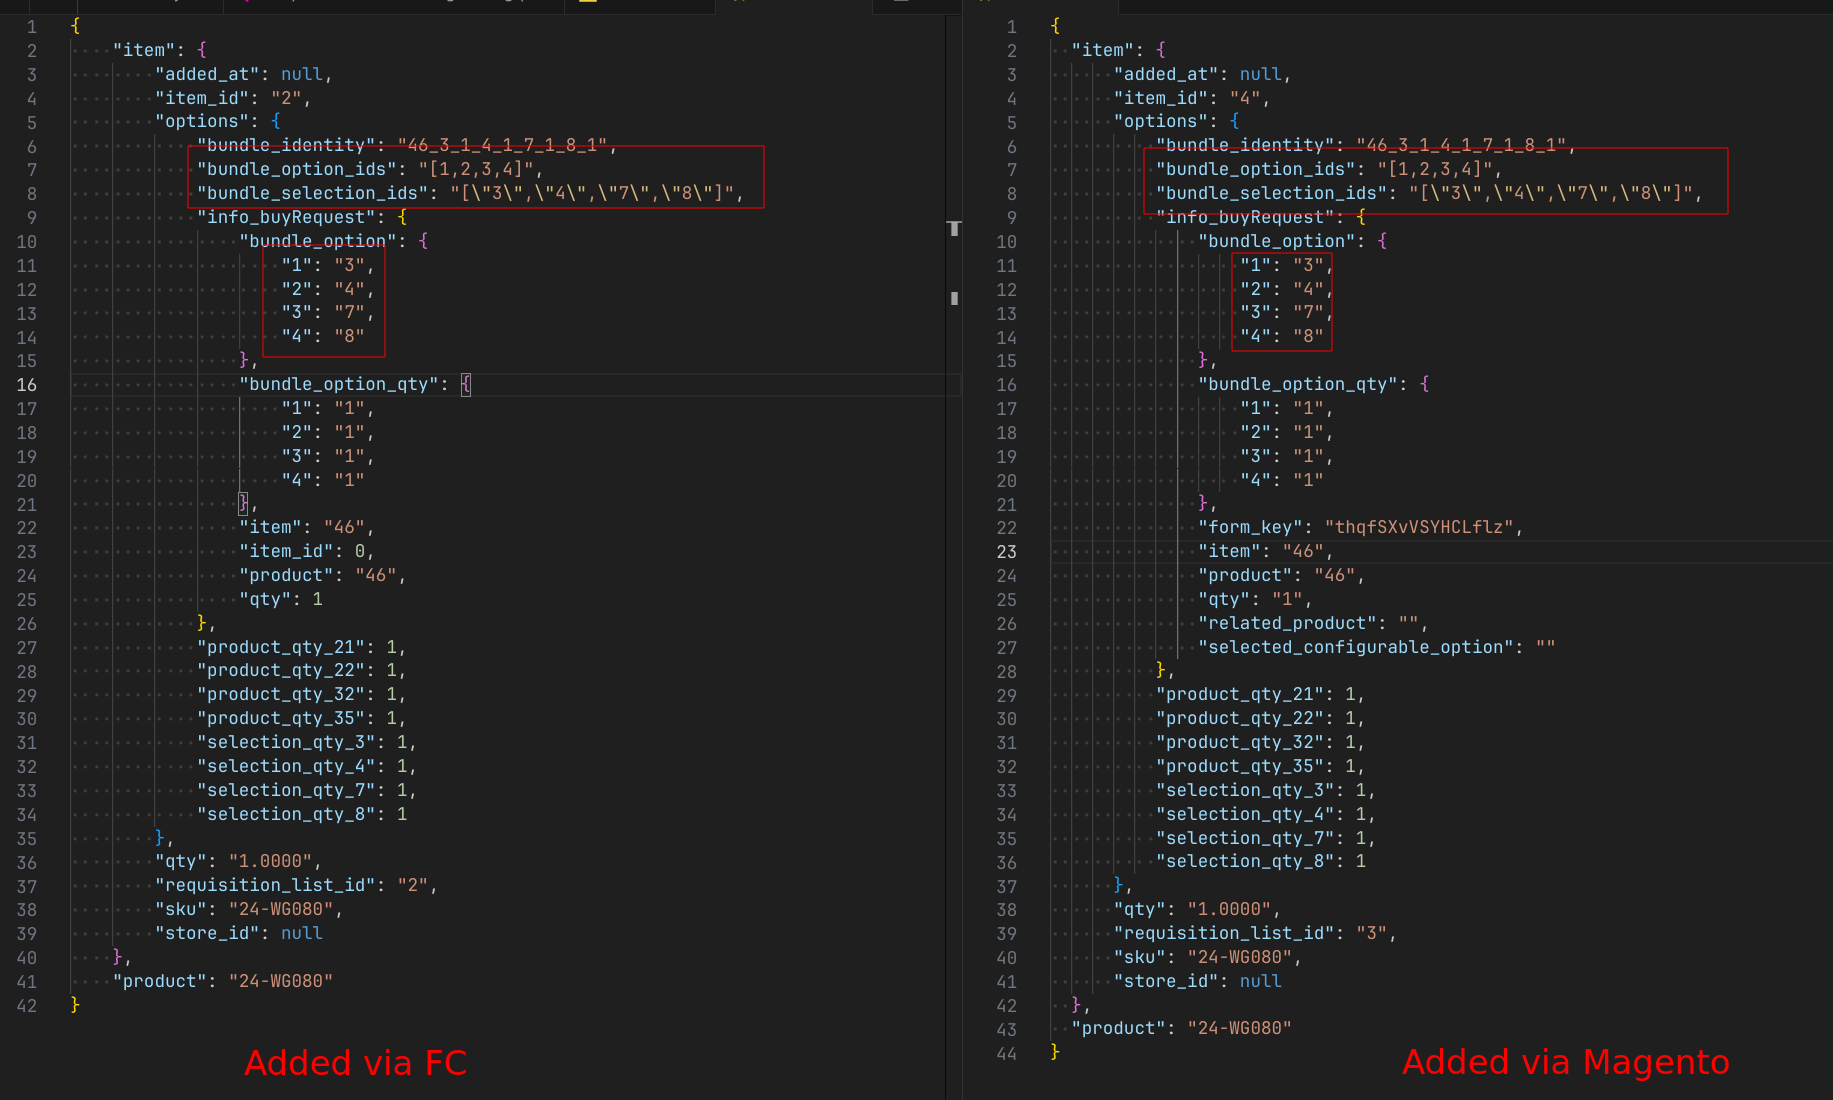 1 {
2 "item": {
3 "added_at": null,
4 "item_id": "2",
5 "options": {
6 "bundle_identity": "46_3_1_4_1_7_1_8_1",
7 "bundle_option_ids": "[1,2,3,4]",
8 "bundle_selection_ids": "[\"3\",\"4\",\"7\",\"8\"]",
9 "info_buyRequest": {
10 "bundle_option": {
11 "1": "3",
12 "2": "4",
13 "3": "7",
14 "4": "8"
15 },
16 "bundle_option_qty": {
17 "1": "1",
18 "2": "1",
19 "3": "1",
20 "4": "1"
21 },
22 "item": "46",
23 "item_id": 0,
24 "product": "46",
25 "qty": 1
26 },
27 "product_qty_21": 1,
28 "product_qty_22": 1,
29 "product_qty_32": 1,
30 "product_qty_35": 1,
31 "selection_qty_3": 1,
32 "selection_qty_4": 1,
33 "selection_qty_7": 1,
34 "selection_qty_8": 1
35 },
36 "qty": "1.0000",
37 "requisition_list_id": "2",
38 "sku": "24-WG080",
39 "store_id": null
40 },
41 "product": "24-WG080"
42 }
Added via FC
1 {
2 "item": {
3 "added_at": null,
4 "item_id": "4",
5 "options": {
6 "bundle_identity": "46_3_1_4_1_7_1_8_1",
7 "bundle_option_ids": "[1,2,3,4]",
8 "bundle_selection_ids": "[\"3\",\"4\",\"7\",\"8\"]",
9 "info_buyRequest": {
10 "bundle_option": {
11 "1": "3",
12 "2": "4",
13 "3": "7",
14 "4": "8"
15 },
16 "bundle_option_qty": {
17 "1": "1",
18 "2": "1",
19 "3": "1",
20 "4": "1"
21 },
22 "form_key": "thqfSXvVSYHCLflz",
23 "item": "46",
24 "product": "46",
25 "qty": "1",
26 "related_product": "",
27 "selected_configurable_option": ""
28 },
29 "product_qty_21": 1,
30 "product_qty_22": 1,
31 "product_qty_32": 1,
32 "product_qty_35": 1,
33 "selection_qty_3": 1,
34 "selection_qty_4": 1,
35 "selection_qty_7": 1,
36 "selection_qty_8": 1
37 },
38 "qty": "1.0000",
39 "requisition_list_id": "3",
40 "sku": "24-WG080",
41 "store_id": null
42 },
43 "product": "24-WG080"
44 }
Added via Magento